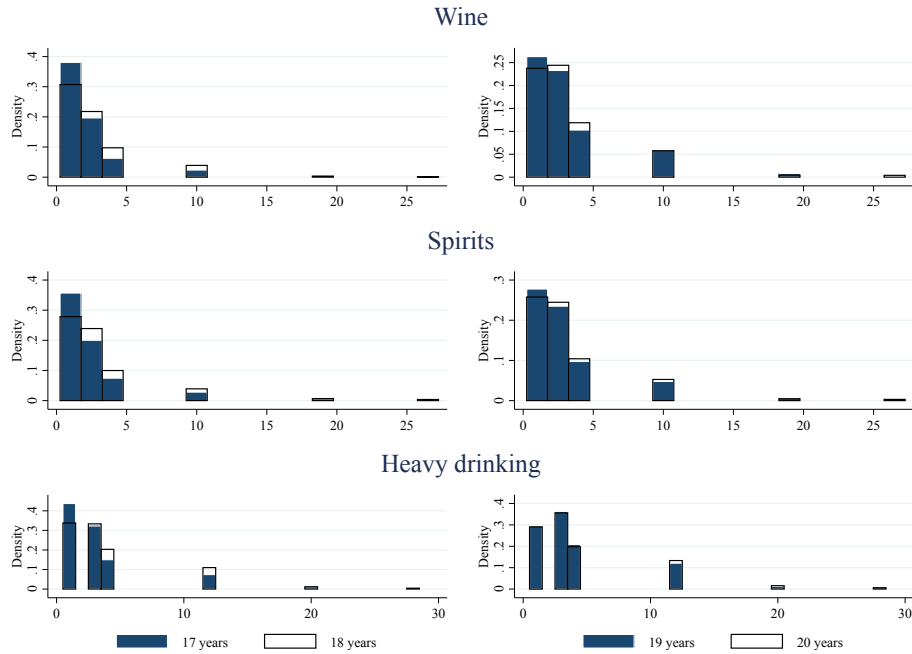 Wine
Density
0 .1 .2 .3 .4
0 5 10 15 20 25
Density
0 .05 .1 .15 .2 .25
0 5 10 15 20 25
Spirits
Density
0 .1 .2 .3 .4
0 5 10 15 20 25
Density
0 .1 .2 .3
0 5 10 15 20 25
Heavy drinking
Density
0 .1 .2 .3 .4
0 10 20 30
Density
0 .1 .2 .3 .4
0 10 20 30
17 years 18 years
19 years 20 years